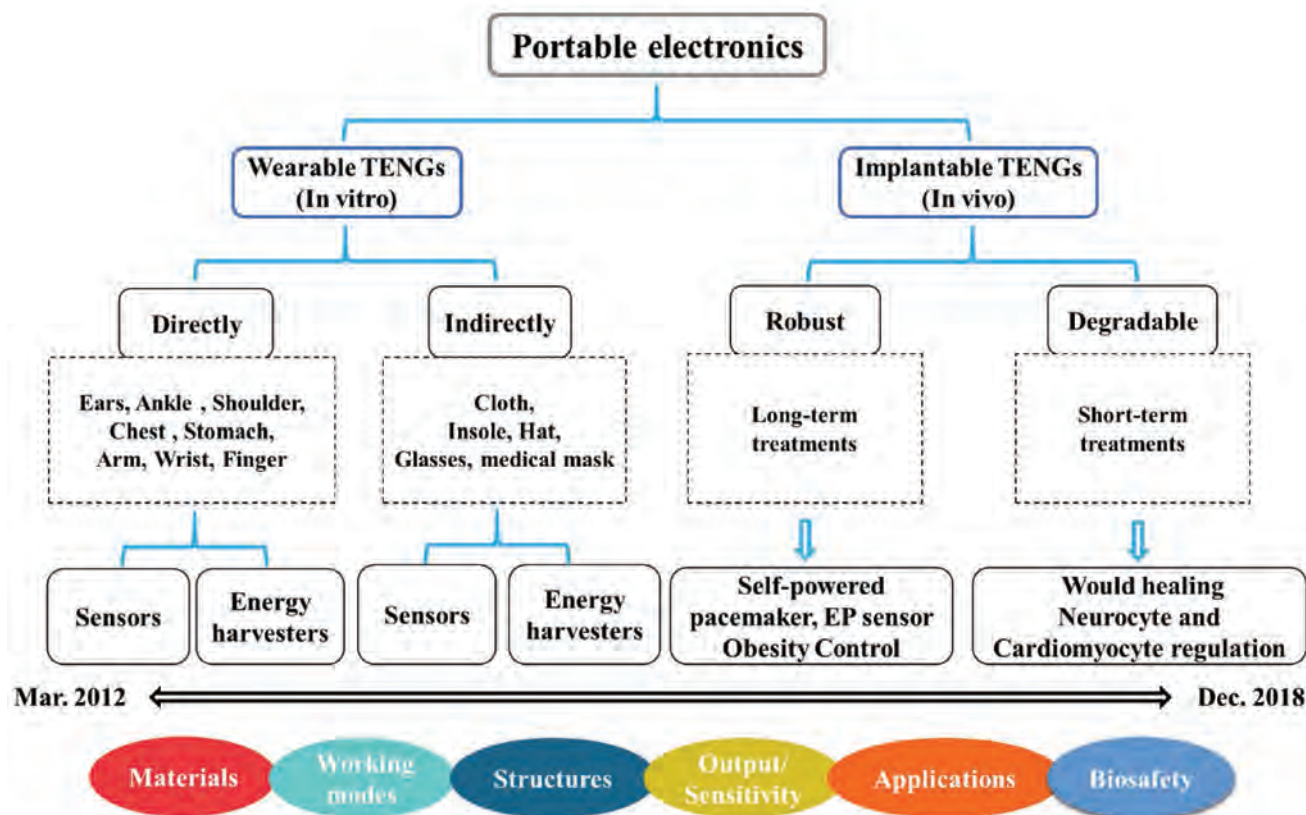 Portable electronics
Wearable TENGs
(In vitro)
Implantable TENGs
(In vivo)
Directly
Indirectly
Robust
Degradable
Ears, Ankle , Shoulder,
Chest , Stomach,
Arm, Wrist, Finger
Cloth,
Insole, Hat,
Glasses, medical mask
Long-term
treatments
Short-term
treatments
Sensors
Energy
harvesters
Sensors
Energy
harvesters
Self-powered
pacemaker, EP sensor
Obesity Control
Would healing
Neurocyte and
Cardiomyocyte regulation
Mar. 2012
Dec. 2018
Materials
Working
modes
Structures
Output/
Sensitivity
Applications
Biosafety